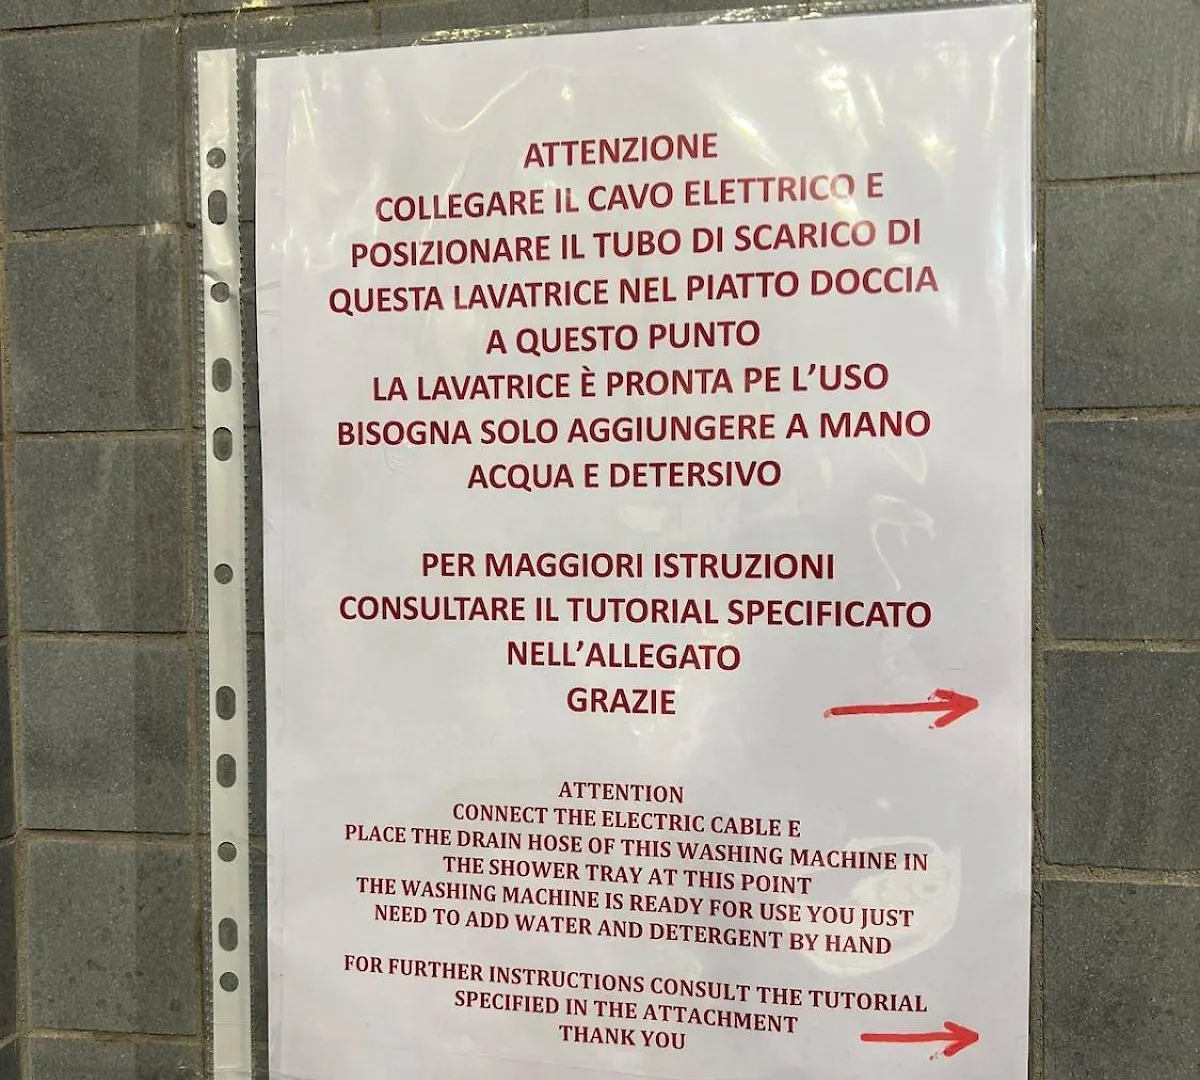 ATTENZIONE
COLLEGARE IL CAVO ELETTRICO E
POSIZIONARE IL TUBO DI SCARICO DI
QUESTA LAVATRICE NEL PIATTO DOCCIA
A QUESTO PUNTO
LA LAVATRICE È PRONTA PE L'USO
BISOGNA SOLO AGGIUNGERE A MANO
ACQUA E DETERSIVO
PER MAGGIORI ISTRUZIONI
CONSULTARE IL TUTORIAL SPECIFICATO
NELL'ALLEGATO
GRAZIE
ATTENTION
CONNECT THE ELECTRIC CABLE E
PLACE THE DRAIN HOSE OF THIS WASHING MACHINE IN
THE SHOWER TRAY AT THIS POINT
THE WASHING MACHINE IS READY FOR USE YOU JUST
NEED TO ADD WATER AND DETERGENT BY HAND
FOR FURTHER INSTRUCTIONS CONSULT THE TUTORIAL
SPECIFIED IN THE ATTACHMENT
THANK YOU